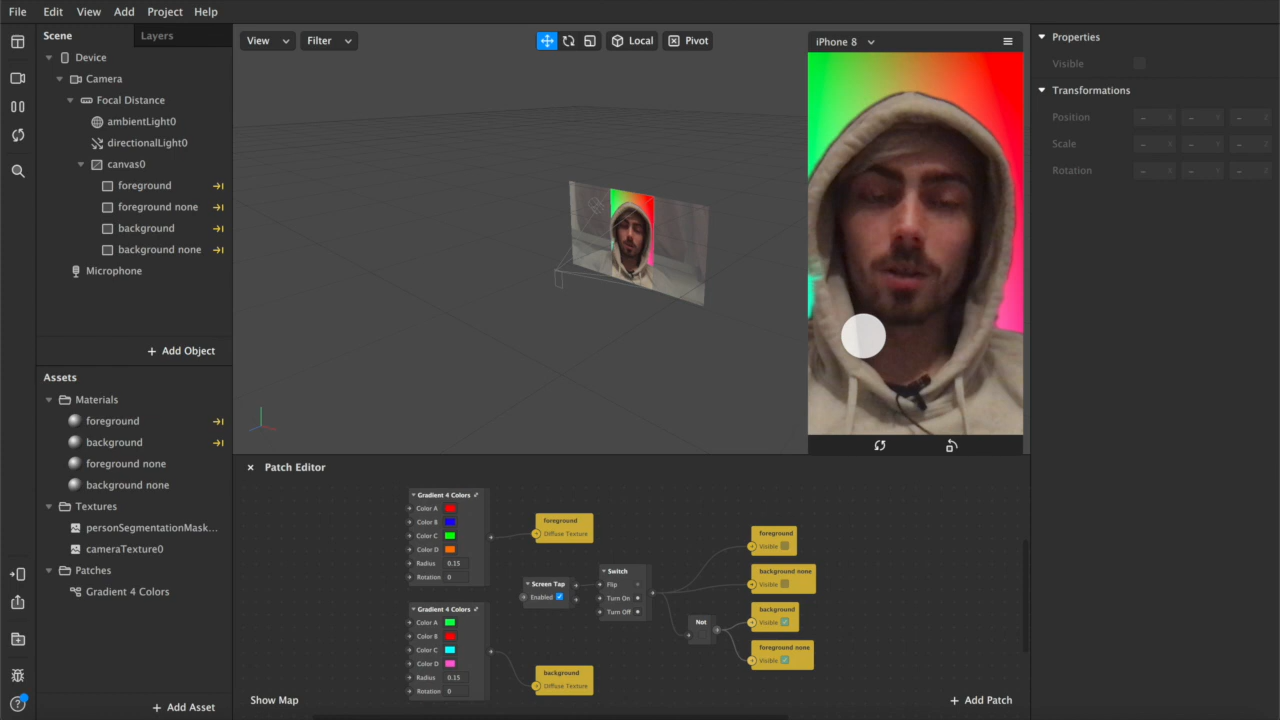 File Edit View Add Project Help
Scene Layers
Device
Camera
Focal Distance
ambientLight0
directionalLight0
canvas0
foreground
foreground none
background
background none
Microphone
+ Add Object
Assets
Materials
foreground
background
foreground none
background none
Textures
personSegmentationMask...
cameraTexture0
Patches
Gradient 4 Colors
+ Add Asset
View Filter Local Pivot
iPhone 8
Patch Editor
Gradient 4 Colors
Color A
Color B
Color C
Color D
Radius 0.15
Rotation 0
Gradient 4 Colors
Color A
Color B
Color C
Color D
Radius 0.15
Rotation 0
foreground
Diffuse Texture
background
Diffuse Texture
Screen Tap
Enabled
Switch
Flip
Turn On
Turn Off
Not
foreground
Visible
background none
Visible
background
Visible
foreground none
Visible
Show Map
+ Add Patch
Properties
Visible
Transformations
Position – X – Y – Z
Scale – X – Y – Z
Rotation – X – Y – Z